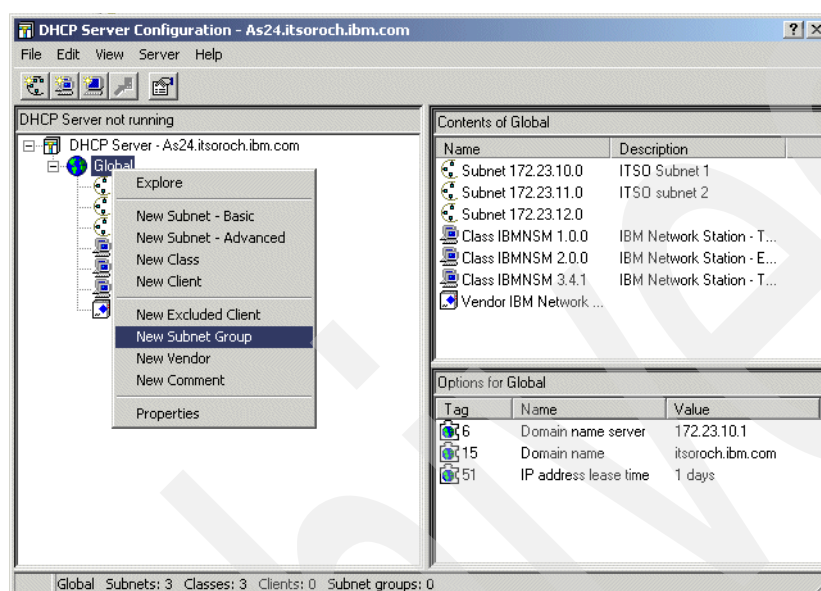 DHCP Server Configuration - As24.itsoroch.ibm.com
File Edit View Server Help
DHCP Server not running
DHCP Server - As24.itsoroch.ibm.com
Global
Explore
New Subnet - Basic
New Subnet - Advanced
New Class
New Client
New Excluded Client
New Subnet Group
New Vendor
New Comment
Properties
Contents of Global
Name Description
Subnet 172.23.10.0 ITSO Subnet 1
Subnet 172.23.11.0 ITSO subnet 2
Subnet 172.23.12.0
Class IBMNSM 1.0.0 IBM Network Station - T...
Class IBMNSM 2.0.0 IBM Network Station - E...
Class IBMNSM 3.4.1 IBM Network Station - T...
Vendor IBM Network ...
Options for Global
Tag Name Value
6 Domain name server 172.23.10.1
15 Domain name itsoroch.ibm.com
51 IP address lease time 1 days
Global Subnets: 3 Classes: 3 Clients: 0 Subnet groups: 0